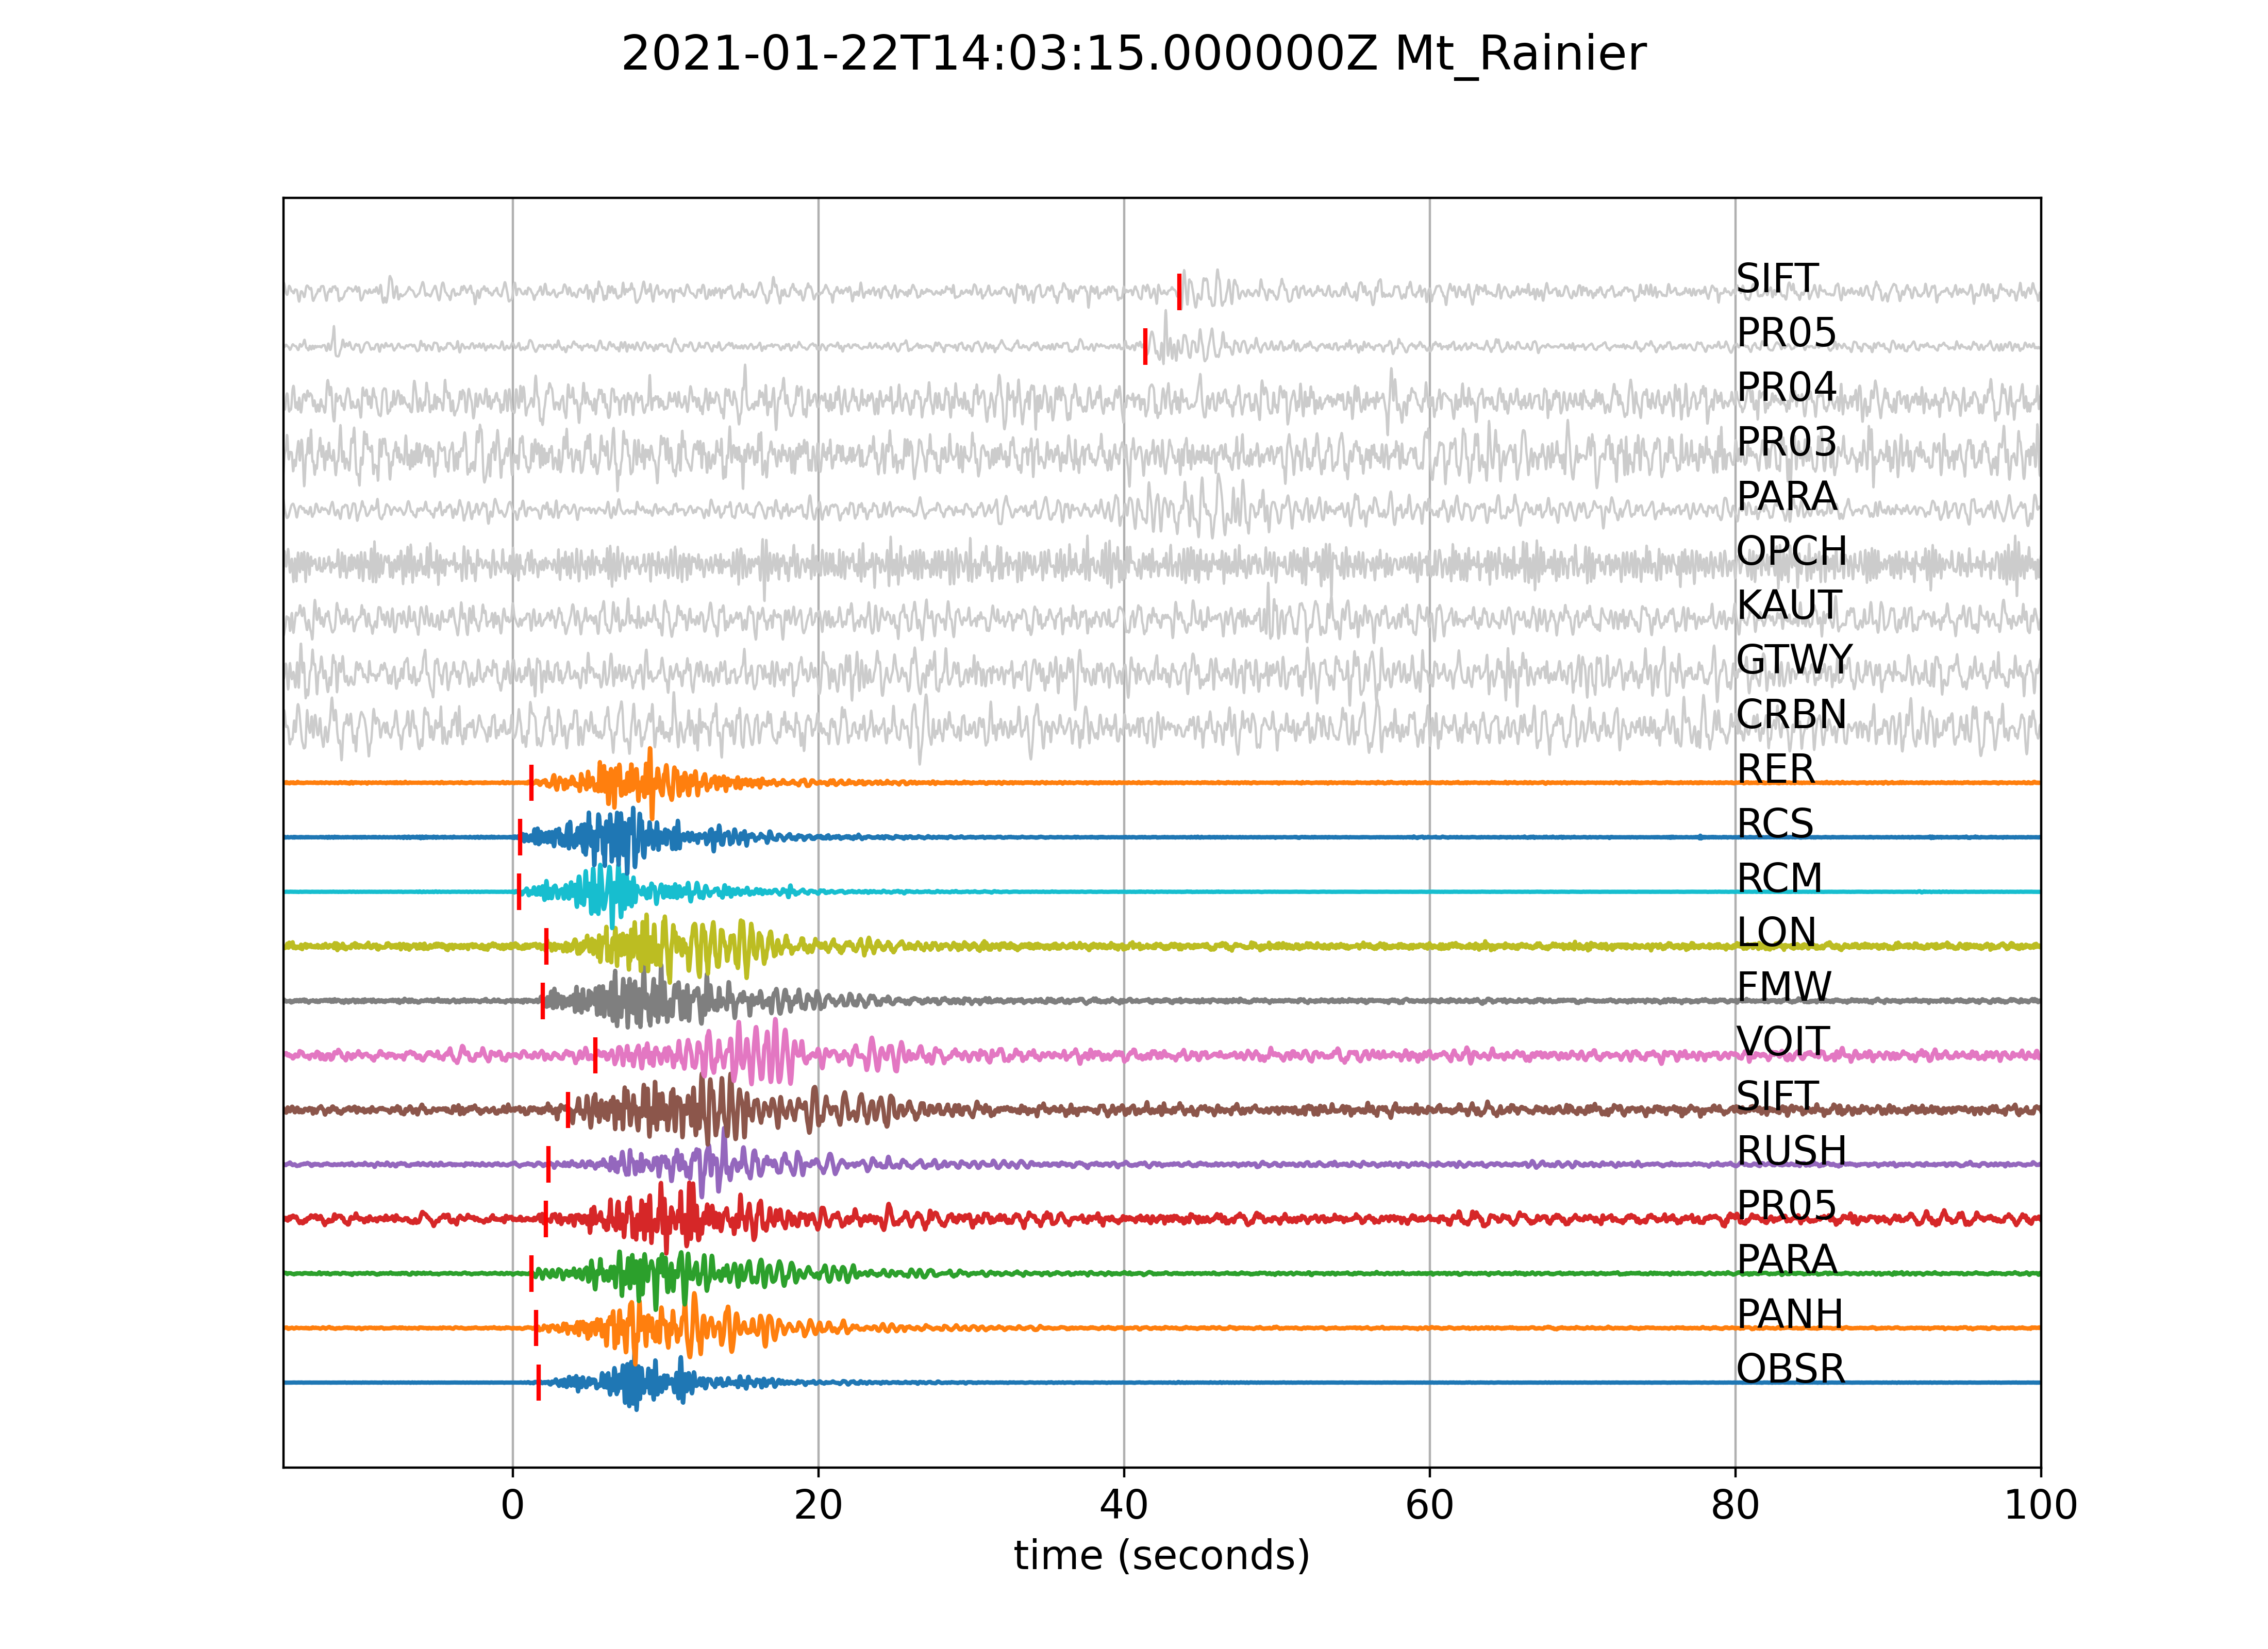 2021-01-22T14:03:15.000000Z Mt_Rainier
SIFT
PR05
PR04
PR03
PARA
OPCH
KAUT
GTWY
CRBN
RER
RCS
RCM
LON
FMW
VOIT
SIFT
RUSH
PR05
PARA
PANH
OBSR
0 20 40 60 80 100
time (seconds)